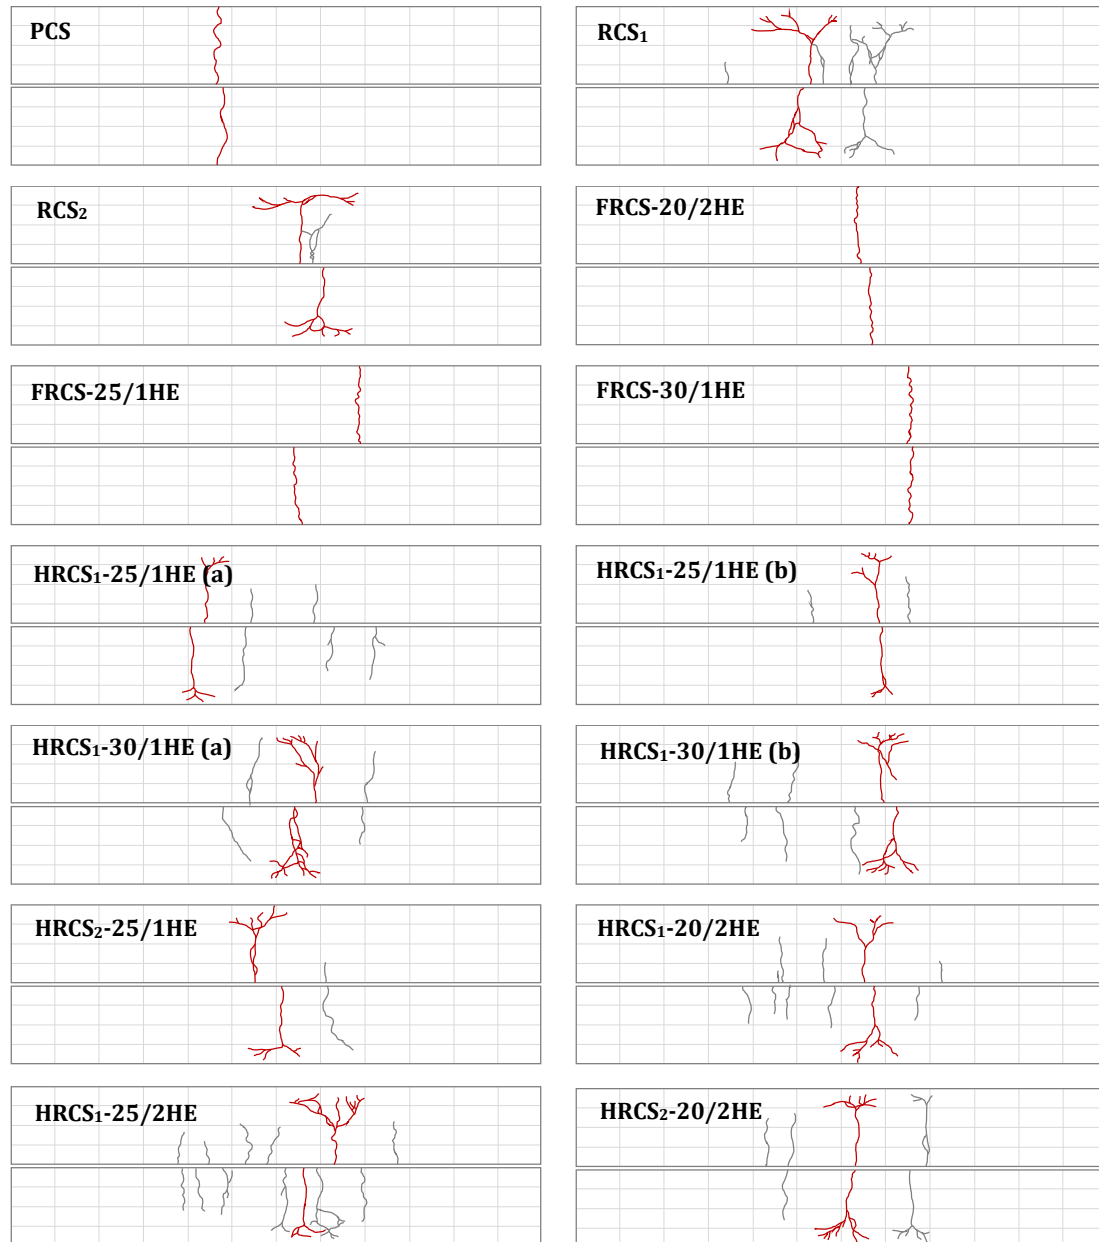 PCS
RCS₁
RCS₂
FRCS-20/2HE
FRCS-25/1HE
FRCS-30/1HE
HRCS₁-25/1HE (a)
HRCS₁-25/1HE (b)
HRCS₁-30/1HE (a)
HRCS₁-30/1HE (b)
HRCS₂-25/1HE
HRCS₁-20/2HE
HRCS₁-25/2HE
HRCS₂-20/2HE